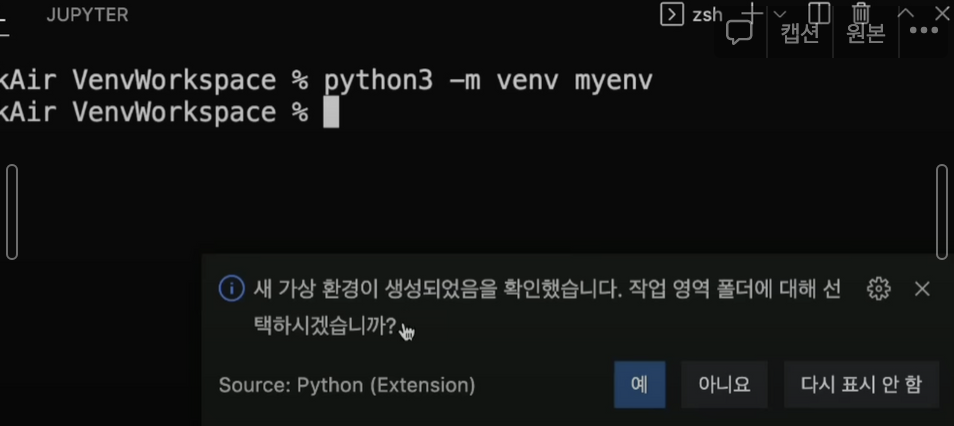 JUPYTER
zsh
캡션 원본
kAir VenvWorkspace % python3 -m venv myenv
kAir VenvWorkspace %
새 가상 환경이 생성되었음을 확인했습니다. 작업 영역 폴더에 대해 선
택하시겠습니까?
Source: Python (Extension)
예 아니요 다시 표시 안 함